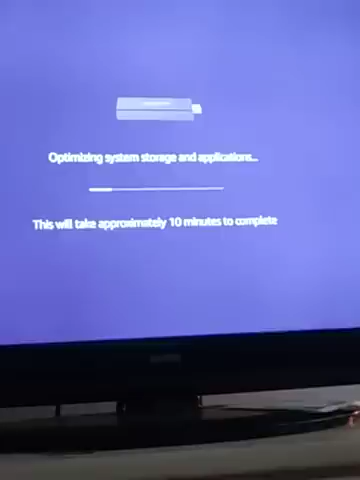 Optimizing system storage and applications...
This will take approximately 10 minutes to complete